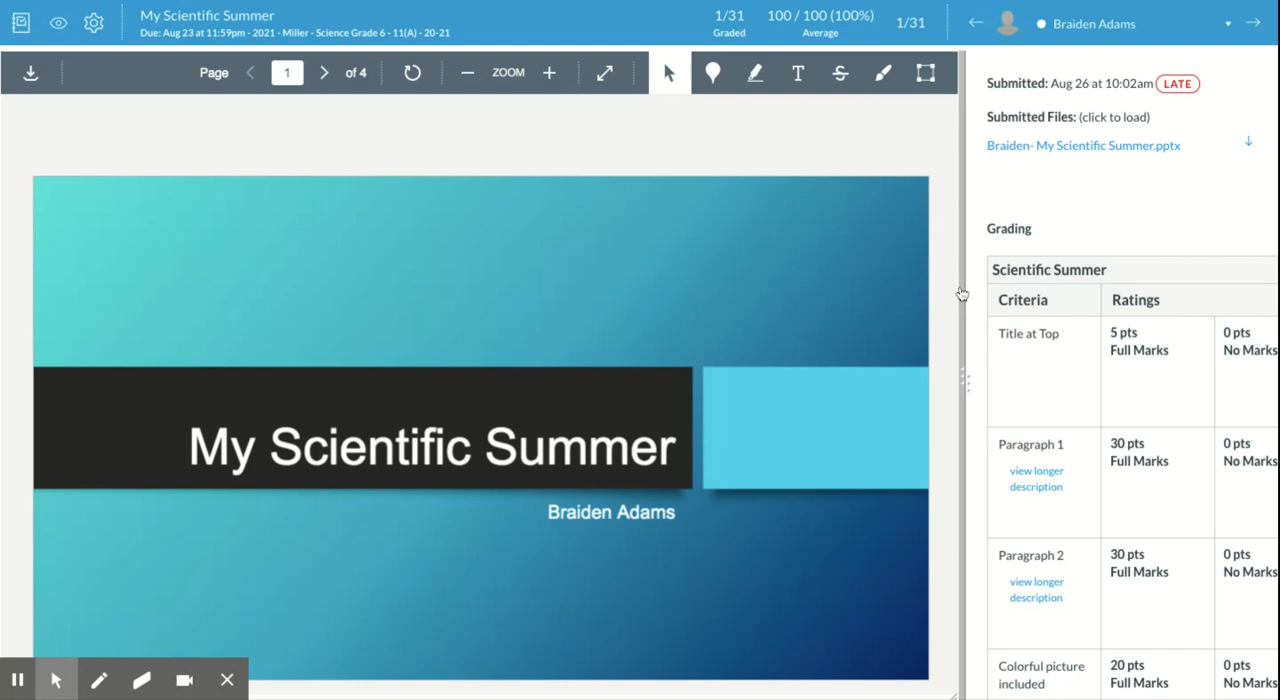 My Scientific Summer
Due: Aug 23 at 11:59pm - 2021 - Miller - Science Grade 6 - 11(A) - 20-21
1/31
Graded
100 / 100 (100%)
Average
1/31
Braiden Adams
Page
1
of 4
ZOOM
T
S
My Scientific Summer
Braiden Adams
Submitted: Aug 26 at 10:02am LATE
Submitted Files: (click to load)
Braiden- My Scientific Summer.pptx
Grading
Scientific Summer
Criteria
Ratings
Title at Top
5 pts
Full Marks
0 pts
No Marks
Paragraph 1
view longer
description
30 pts
Full Marks
0 pts
No Marks
Paragraph 2
view longer
description
30 pts
Full Marks
0 pts
No Marks
Colorful picture
included
20 pts
Full Marks
0 pts
No Marks